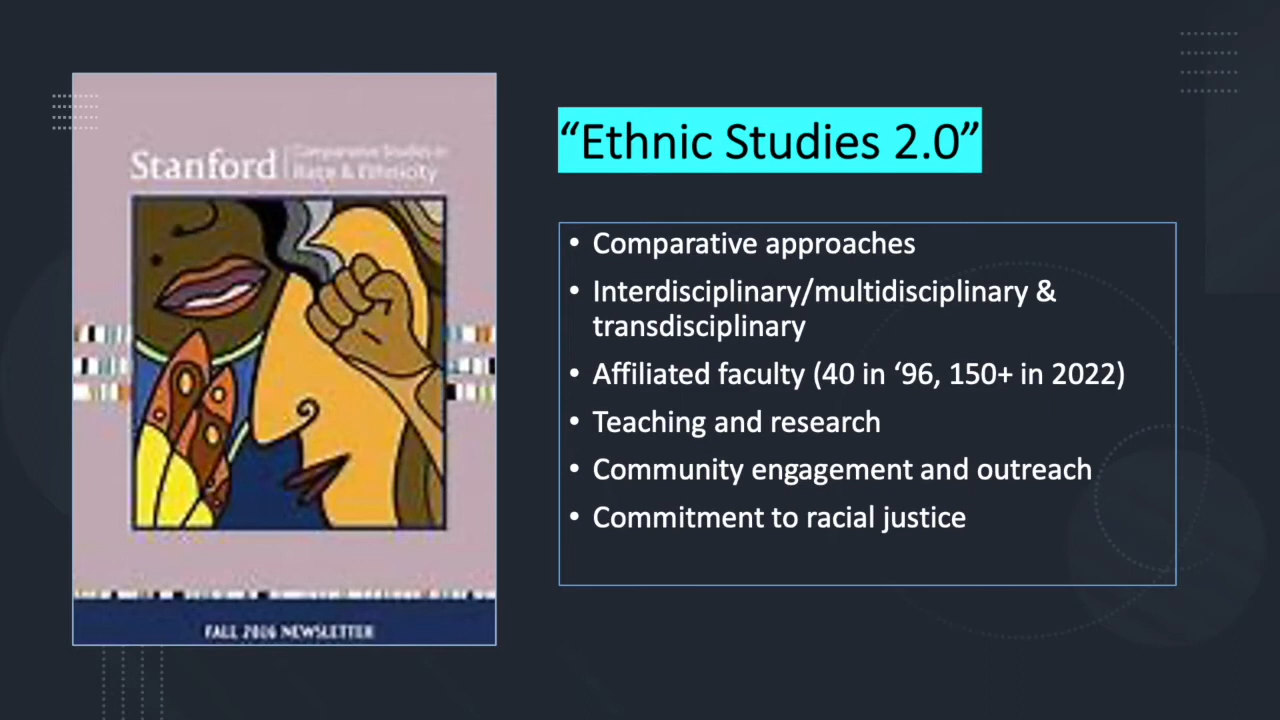 Stanford
Comparative Studies in
Race & Ethnicity
FALL 2016 NEWSLETTER
“Ethnic Studies 2.0”
• Comparative approaches
• Interdisciplinary/multidisciplinary &
transdisciplinary
• Affiliated faculty (40 in ‘96, 150+ in 2022)
• Teaching and research
• Community engagement and outreach
• Commitment to racial justice